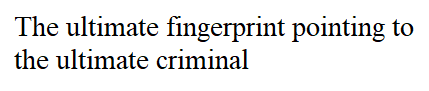 The ultimate fingerprint pointing to
the ultimate criminal